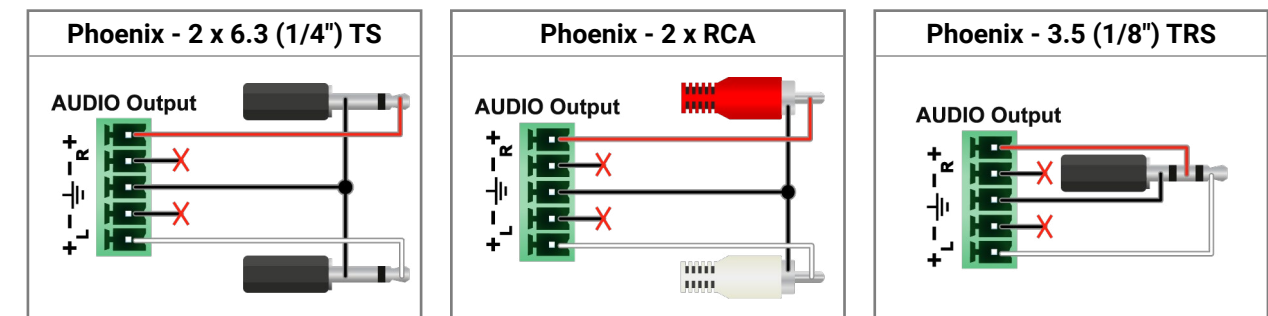 Phoenix - 2 x 6.3 (1/4") TS
AUDIO Output
+
R
-
-
L
+
Phoenix - 2 x RCA
AUDIO Output
+
R
-
-
L
+
Phoenix - 3.5 (1/8") TRS
AUDIO Output
+
R
-
-
L
+